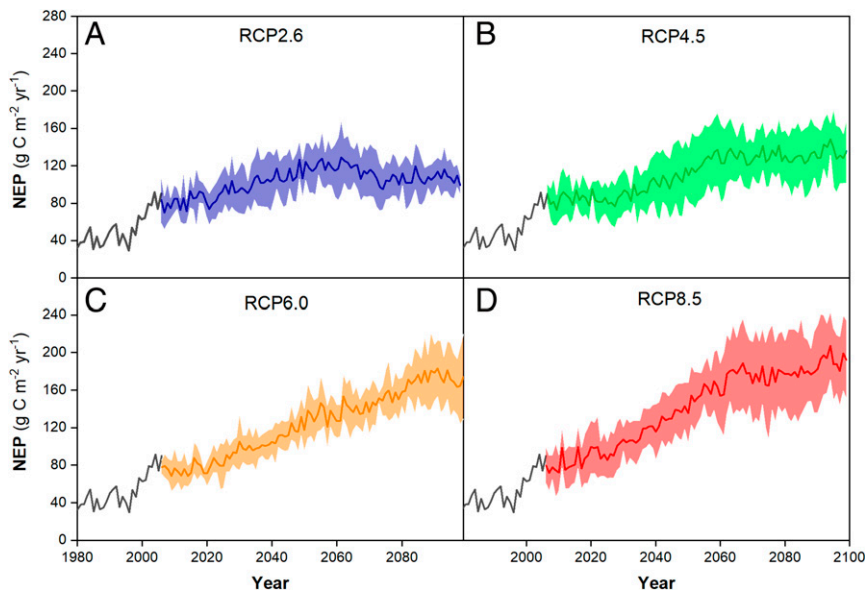 A RCP2.6
B RCP4.5
280
240
200
160
120
80
40
0
NEP (g C m⁻² yr⁻¹)
C RCP6.0
D RCP8.5
240
200
160
120
80
40
0
NEP (g C m⁻² yr⁻¹)
1980 2000 2020 2040 2060 2080
2000 2020 2040 2060 2080 2100
Year
Year